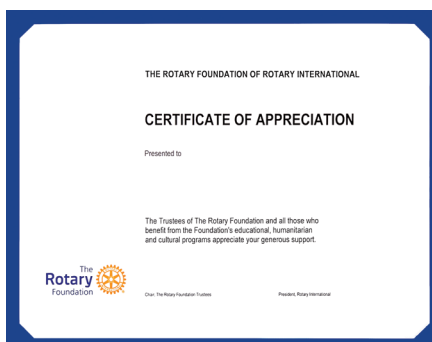 THE ROTARY FOUNDATION OF ROTARY INTERNATIONAL
CERTIFICATE OF APPRECIATION
Presented to
The Trustees of The Rotary Foundation and all those who
benefit from the Foundation's educational, humanitarian
and cultural programs appreciate your generous support.
The
Rotary
Foundation
Chair, The Rotary Foundation Trustees
President, Rotary International